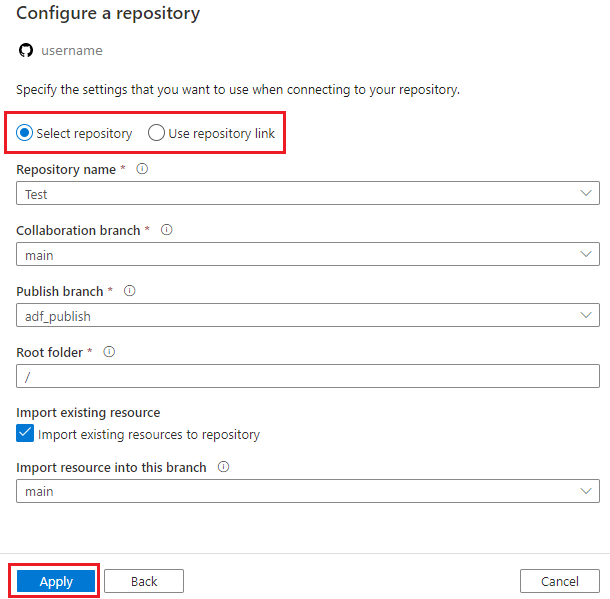 Configure a repository
username
Specify the settings that you want to use when connecting to your repository.
Select repository Use repository link
Repository name *
Test
Collaboration branch *
main
Publish branch *
adf_publish
Root folder *
/
Import existing resource
Import existing resources to repository
Import resource into this branch
main
Apply Back Cancel